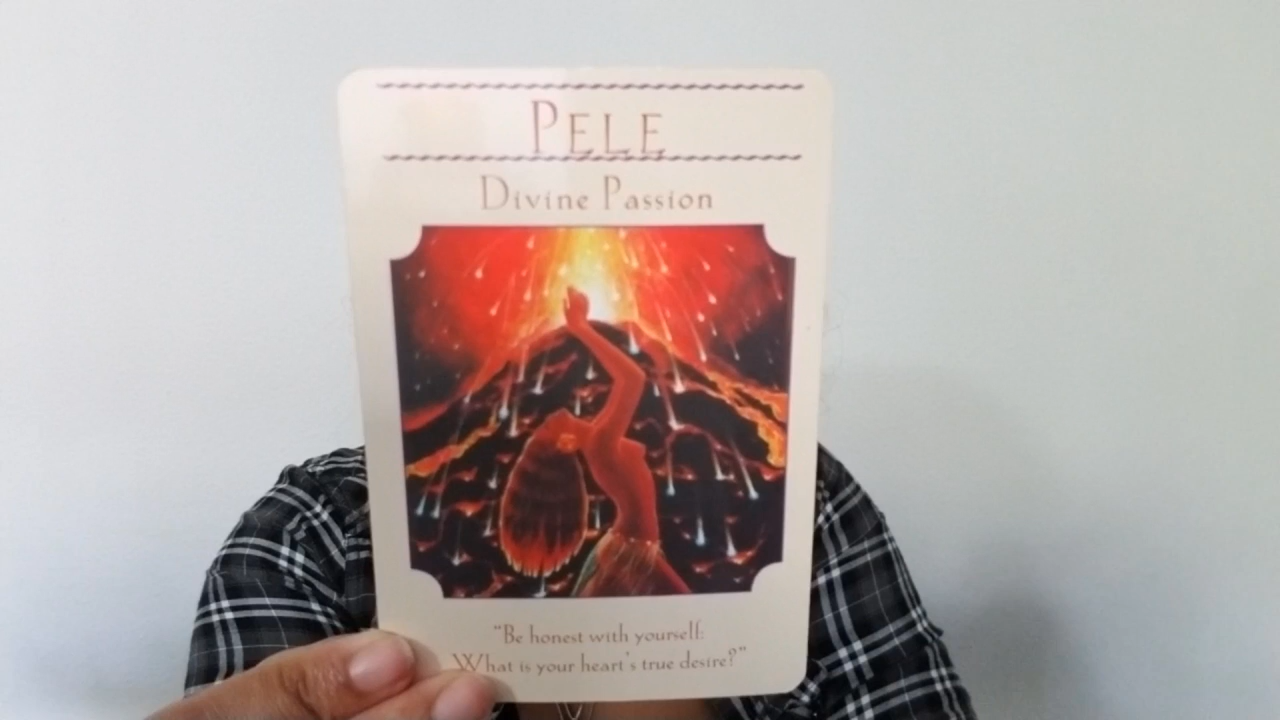 PELE
Divine Passion
"Be honest with yourself:
What is your heart's true desire?"